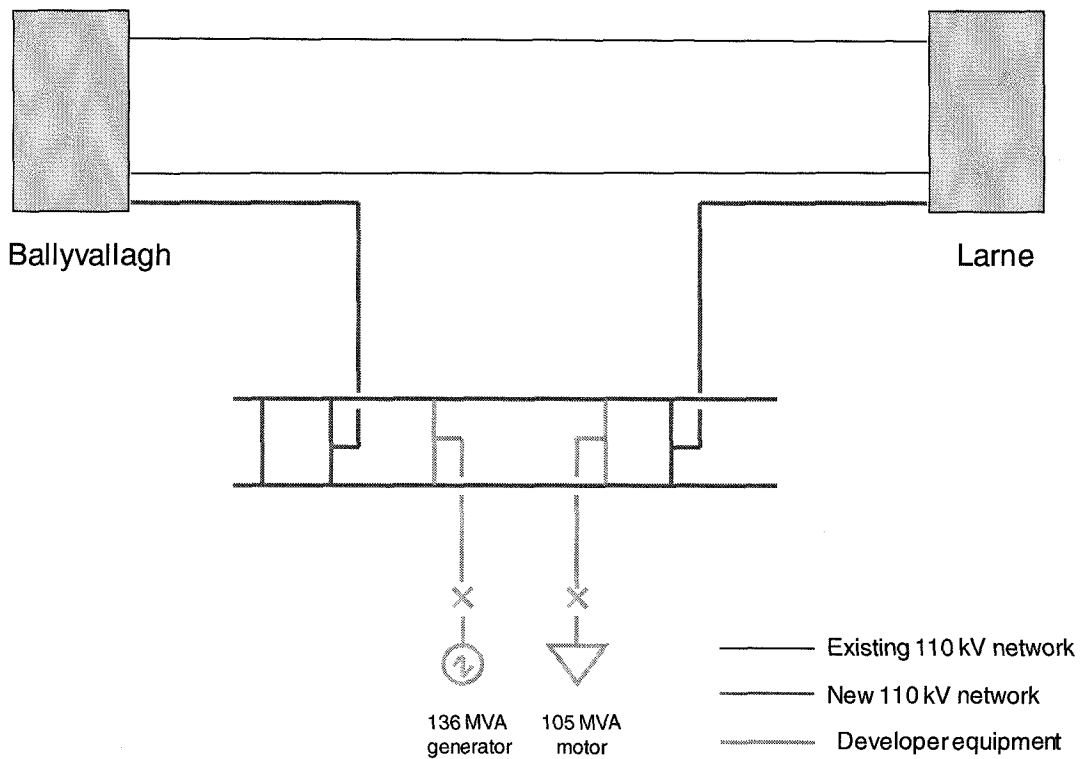 Ballyvallagh
Larne
136 MVA
generator
105 MVA
motor
Existing 110 kV network
New 110 kV network
Developer equipment